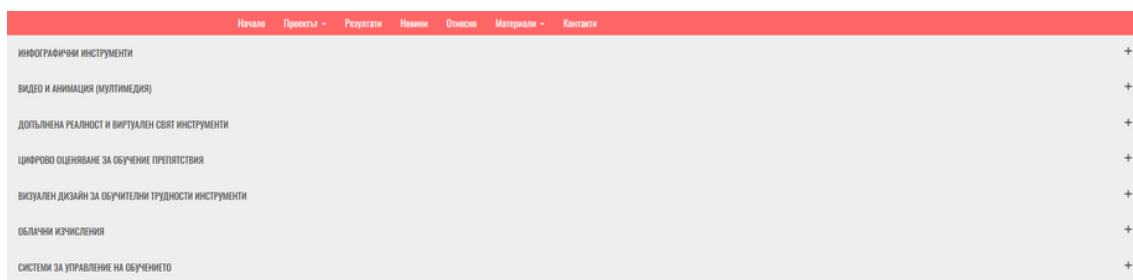 Начало Проектът Резултати Новини Относно Материали Контакти
ИНФОГРАФИЧНИ ИНСТРУМЕНТИ +
ВИДЕО И АНИМАЦИЯ (МУЛТИМЕДИЯ) +
ДОПЪЛНЕНА РЕАЛНОСТ И ВИРТУАЛЕН СВЯТ ИНСТРУМЕНТИ +
ЦИФРОВО ОЦЕНЯВАНЕ ЗА ОБУЧЕНИЕ ПРЕПЯТСТВИЯ +
ВИЗУАЛЕН ДИЗАЙН ЗА ОБУЧИТЕЛНИ ТРУДНОСТИ ИНСТРУМЕНТИ +
ОБЛАЧНИ ИЗЧИСЛЕНИЯ +
СИСТЕМИ ЗА УПРАВЛЕНИЕ НА ОБУЧЕНИЕТО +